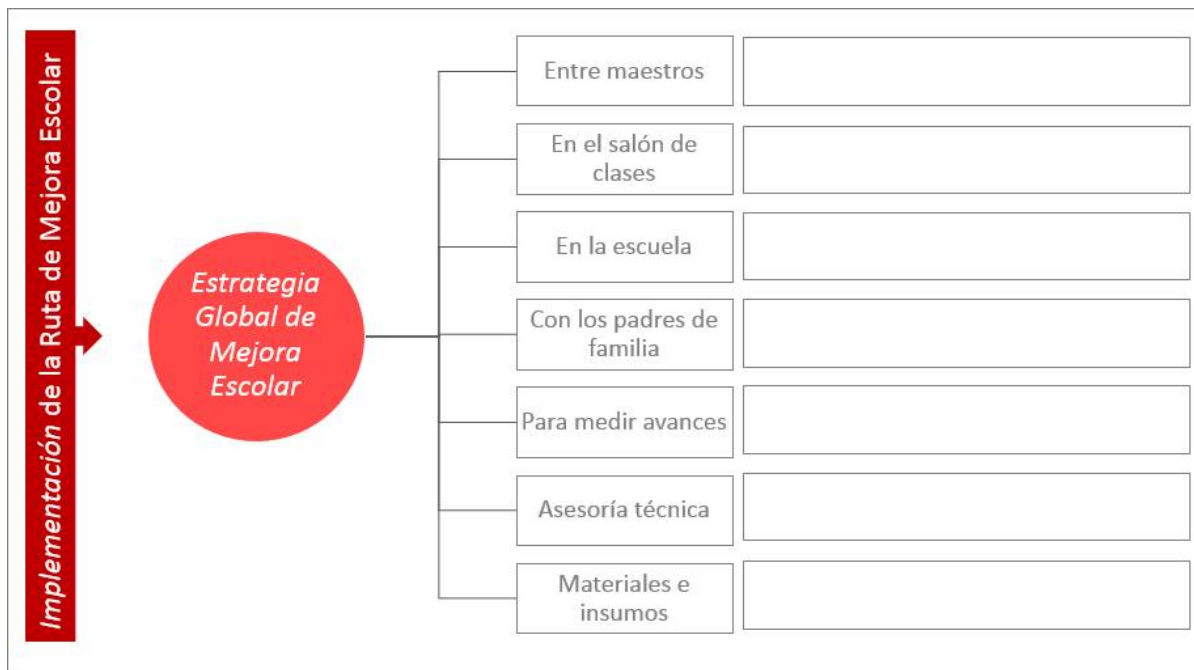 Implementación de la Ruta de Mejora Escolar
Estrategia
Global de
Mejora
Escolar
Entre maestros
En el salón de
clases
En la escuela
Con los padres de
familia
Para medir avances
Asesoría técnica
Materiales e
insumos